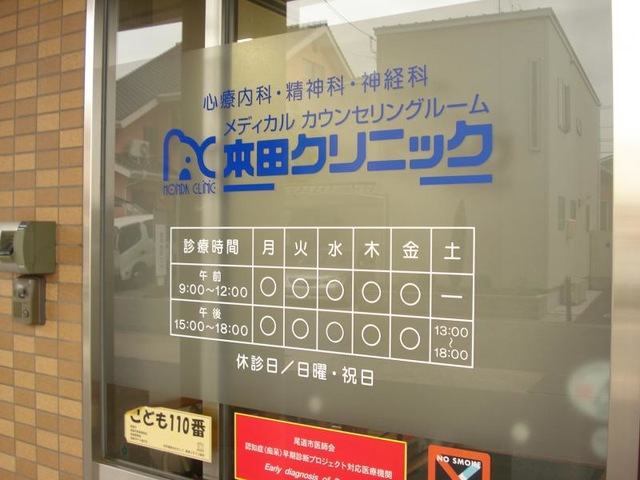 心療内科・精神科・神経科
メディカル カウンセリングルーム
本田クリニック
HONDA CLINIC
診療時間 月 火 水 木 金 土
午前 9:00～12:00 ○ ○ ○ ○ ○ ―
午後 15:00～18:00 ○ ○ ○ ○ ○ 13:00～18:00
休診日／日曜・祝日
こども110番
尾道市医師会
認知症(痴呆)早期診断プロジェクト対応医療機関
Early diagnosis of
NO SMOKE